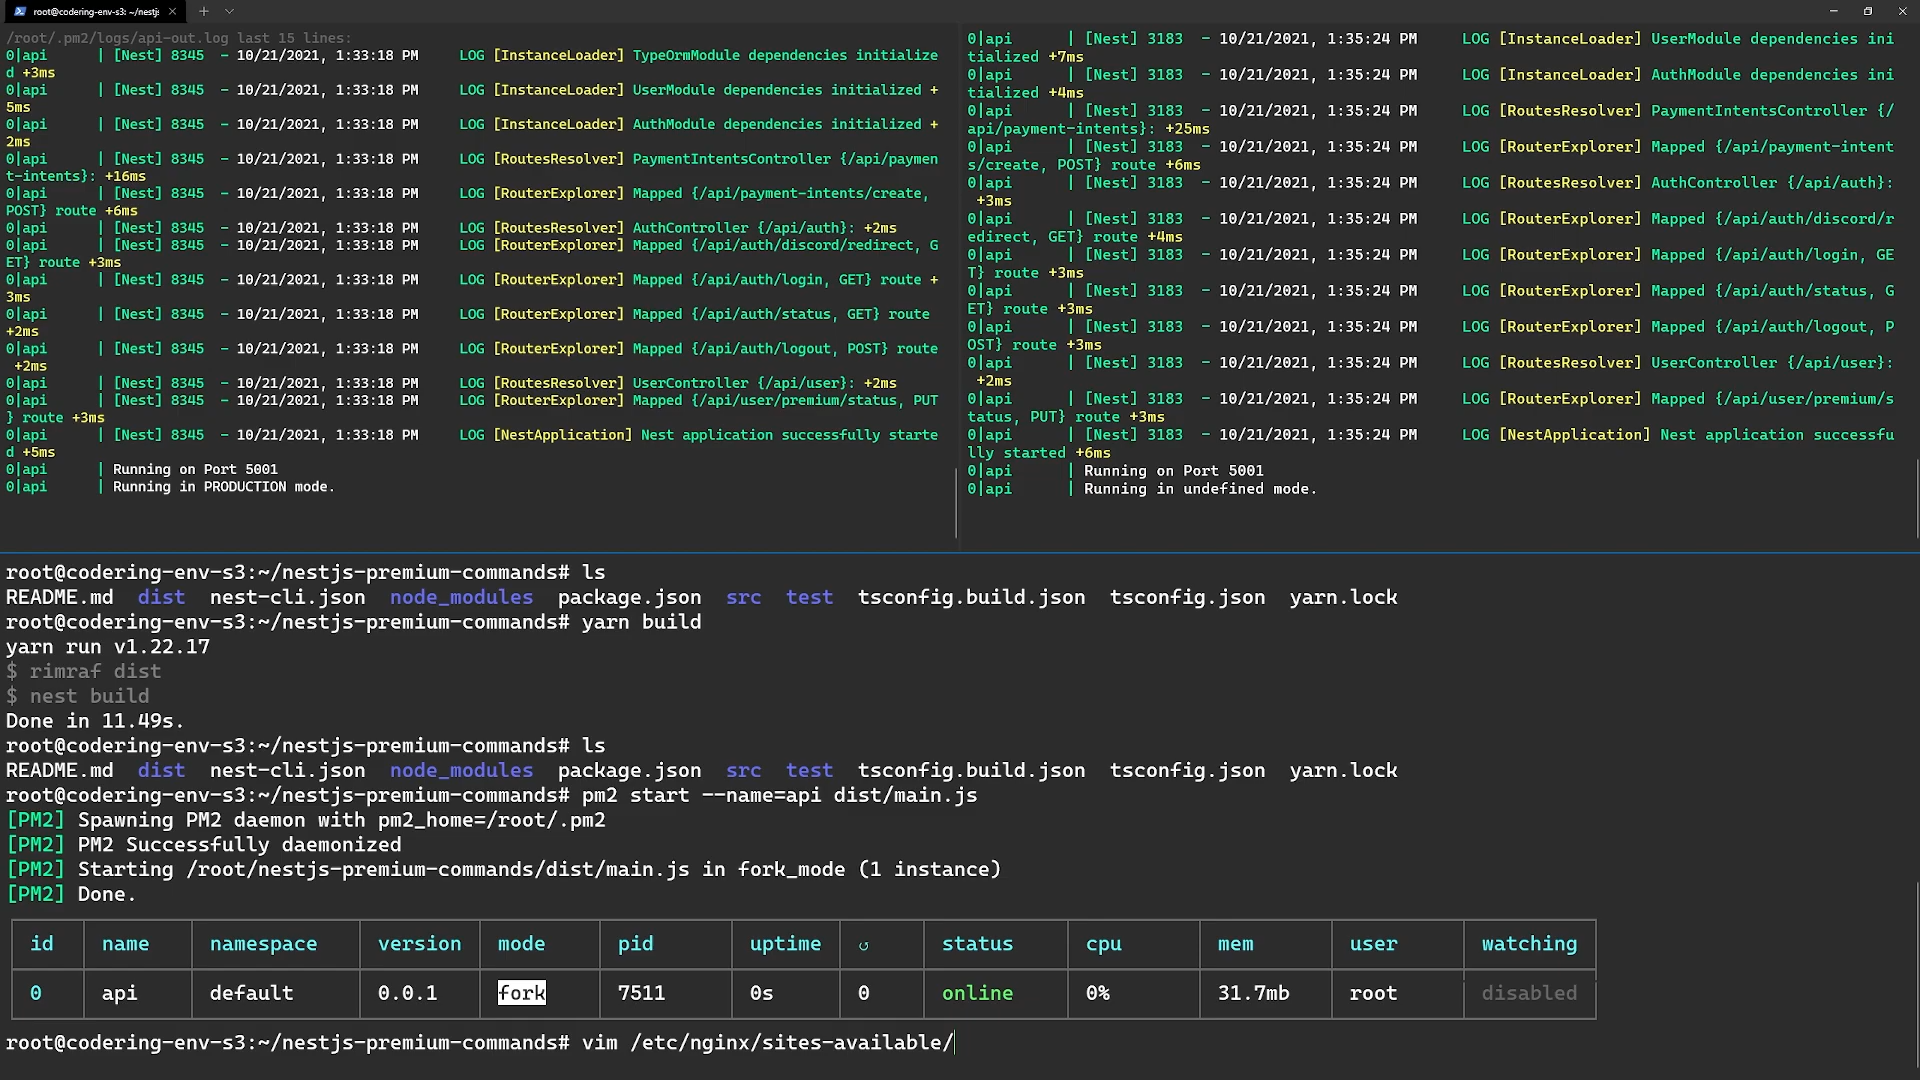 root@codering-env-s3: ~/nestjs
/root/.pm2/logs/api-out.log last 15 lines:
0|api      | [Nest] 8345  - 10/21/2021, 1:33:18 PM     LOG [InstanceLoader] TypeOrmModule dependencies initialize
d +3ms
0|api      | [Nest] 8345  - 10/21/2021, 1:33:18 PM     LOG [InstanceLoader] UserModule dependencies initialized +
5ms
0|api      | [Nest] 8345  - 10/21/2021, 1:33:18 PM     LOG [InstanceLoader] AuthModule dependencies initialized +
2ms
0|api      | [Nest] 8345  - 10/21/2021, 1:33:18 PM     LOG [RoutesResolver] PaymentIntentsController {/api/paymen
t-intents}: +16ms
0|api      | [Nest] 8345  - 10/21/2021, 1:33:18 PM     LOG [RouterExplorer] Mapped {/api/payment-intents/create,
POST} route +6ms
0|api      | [Nest] 8345  - 10/21/2021, 1:33:18 PM     LOG [RoutesResolver] AuthController {/api/auth}: +2ms
0|api      | [Nest] 8345  - 10/21/2021, 1:33:18 PM     LOG [RouterExplorer] Mapped {/api/auth/discord/redirect, G
ET} route +3ms
0|api      | [Nest] 8345  - 10/21/2021, 1:33:18 PM     LOG [RouterExplorer] Mapped {/api/auth/login, GET} route +
3ms
0|api      | [Nest] 8345  - 10/21/2021, 1:33:18 PM     LOG [RouterExplorer] Mapped {/api/auth/status, GET} route
+2ms
0|api      | [Nest] 8345  - 10/21/2021, 1:33:18 PM     LOG [RouterExplorer] Mapped {/api/auth/logout, POST} route
 +2ms
0|api      | [Nest] 8345  - 10/21/2021, 1:33:18 PM     LOG [RoutesResolver] UserController {/api/user}: +2ms
0|api      | [Nest] 8345  - 10/21/2021, 1:33:18 PM     LOG [RouterExplorer] Mapped {/api/user/premium/status, PUT
} route +3ms
0|api      | [Nest] 8345  - 10/21/2021, 1:33:18 PM     LOG [NestApplication] Nest application successfully starte
d +5ms
0|api      | Running on Port 5001
0|api      | Running in PRODUCTION mode.
0|api      | [Nest] 3183  - 10/21/2021, 1:35:24 PM     LOG [InstanceLoader] UserModule dependencies ini
tialized +7ms
0|api      | [Nest] 3183  - 10/21/2021, 1:35:24 PM     LOG [InstanceLoader] AuthModule dependencies ini
tialized +4ms
0|api      | [Nest] 3183  - 10/21/2021, 1:35:24 PM     LOG [RoutesResolver] PaymentIntentsController {/
api/payment-intents}: +25ms
0|api      | [Nest] 3183  - 10/21/2021, 1:35:24 PM     LOG [RouterExplorer] Mapped {/api/payment-intent
s/create, POST} route +6ms
0|api      | [Nest] 3183  - 10/21/2021, 1:35:24 PM     LOG [RoutesResolver] AuthController {/api/auth}:
 +3ms
0|api      | [Nest] 3183  - 10/21/2021, 1:35:24 PM     LOG [RouterExplorer] Mapped {/api/auth/discord/r
edirect, GET} route +4ms
0|api      | [Nest] 3183  - 10/21/2021, 1:35:24 PM     LOG [RouterExplorer] Mapped {/api/auth/login, GE
T} route +3ms
0|api      | [Nest] 3183  - 10/21/2021, 1:35:24 PM     LOG [RouterExplorer] Mapped {/api/auth/status, G
ET} route +3ms
0|api      | [Nest] 3183  - 10/21/2021, 1:35:24 PM     LOG [RouterExplorer] Mapped {/api/auth/logout, P
OST} route +3ms
0|api      | [Nest] 3183  - 10/21/2021, 1:35:24 PM     LOG [RoutesResolver] UserController {/api/user}:
 +2ms
0|api      | [Nest] 3183  - 10/21/2021, 1:35:24 PM     LOG [RouterExplorer] Mapped {/api/user/premium/s
tatus, PUT} route +3ms
0|api      | [Nest] 3183  - 10/21/2021, 1:35:24 PM     LOG [NestApplication] Nest application successfu
lly started +6ms
0|api      | Running on Port 5001
0|api      | Running in undefined mode.
root@codering-env-s3:~/nestjs-premium-commands# ls
README.md  dist  nest-cli.json  node_modules  package.json  src  test  tsconfig.build.json  tsconfig.json  yarn.lock
root@codering-env-s3:~/nestjs-premium-commands# yarn build
yarn run v1.22.17
$ rimraf dist
$ nest build
Done in 11.49s.
root@codering-env-s3:~/nestjs-premium-commands# ls
README.md  dist  nest-cli.json  node_modules  package.json  src  test  tsconfig.build.json  tsconfig.json  yarn.lock
root@codering-env-s3:~/nestjs-premium-commands# pm2 start --name=api dist/main.js
[PM2] Spawning PM2 daemon with pm2_home=/root/.pm2
[PM2] PM2 Successfully daemonized
[PM2] Starting /root/nestjs-premium-commands/dist/main.js in fork_mode (1 instance)
[PM2] Done.
id  name  namespace  version  mode  pid  uptime  ↺  status  cpu  mem  user  watching
0  api  default  0.0.1  fork  7511  0s  0  online  0%  31.7mb  root  disabled
root@codering-env-s3:~/nestjs-premium-commands# vim /etc/nginx/sites-available/